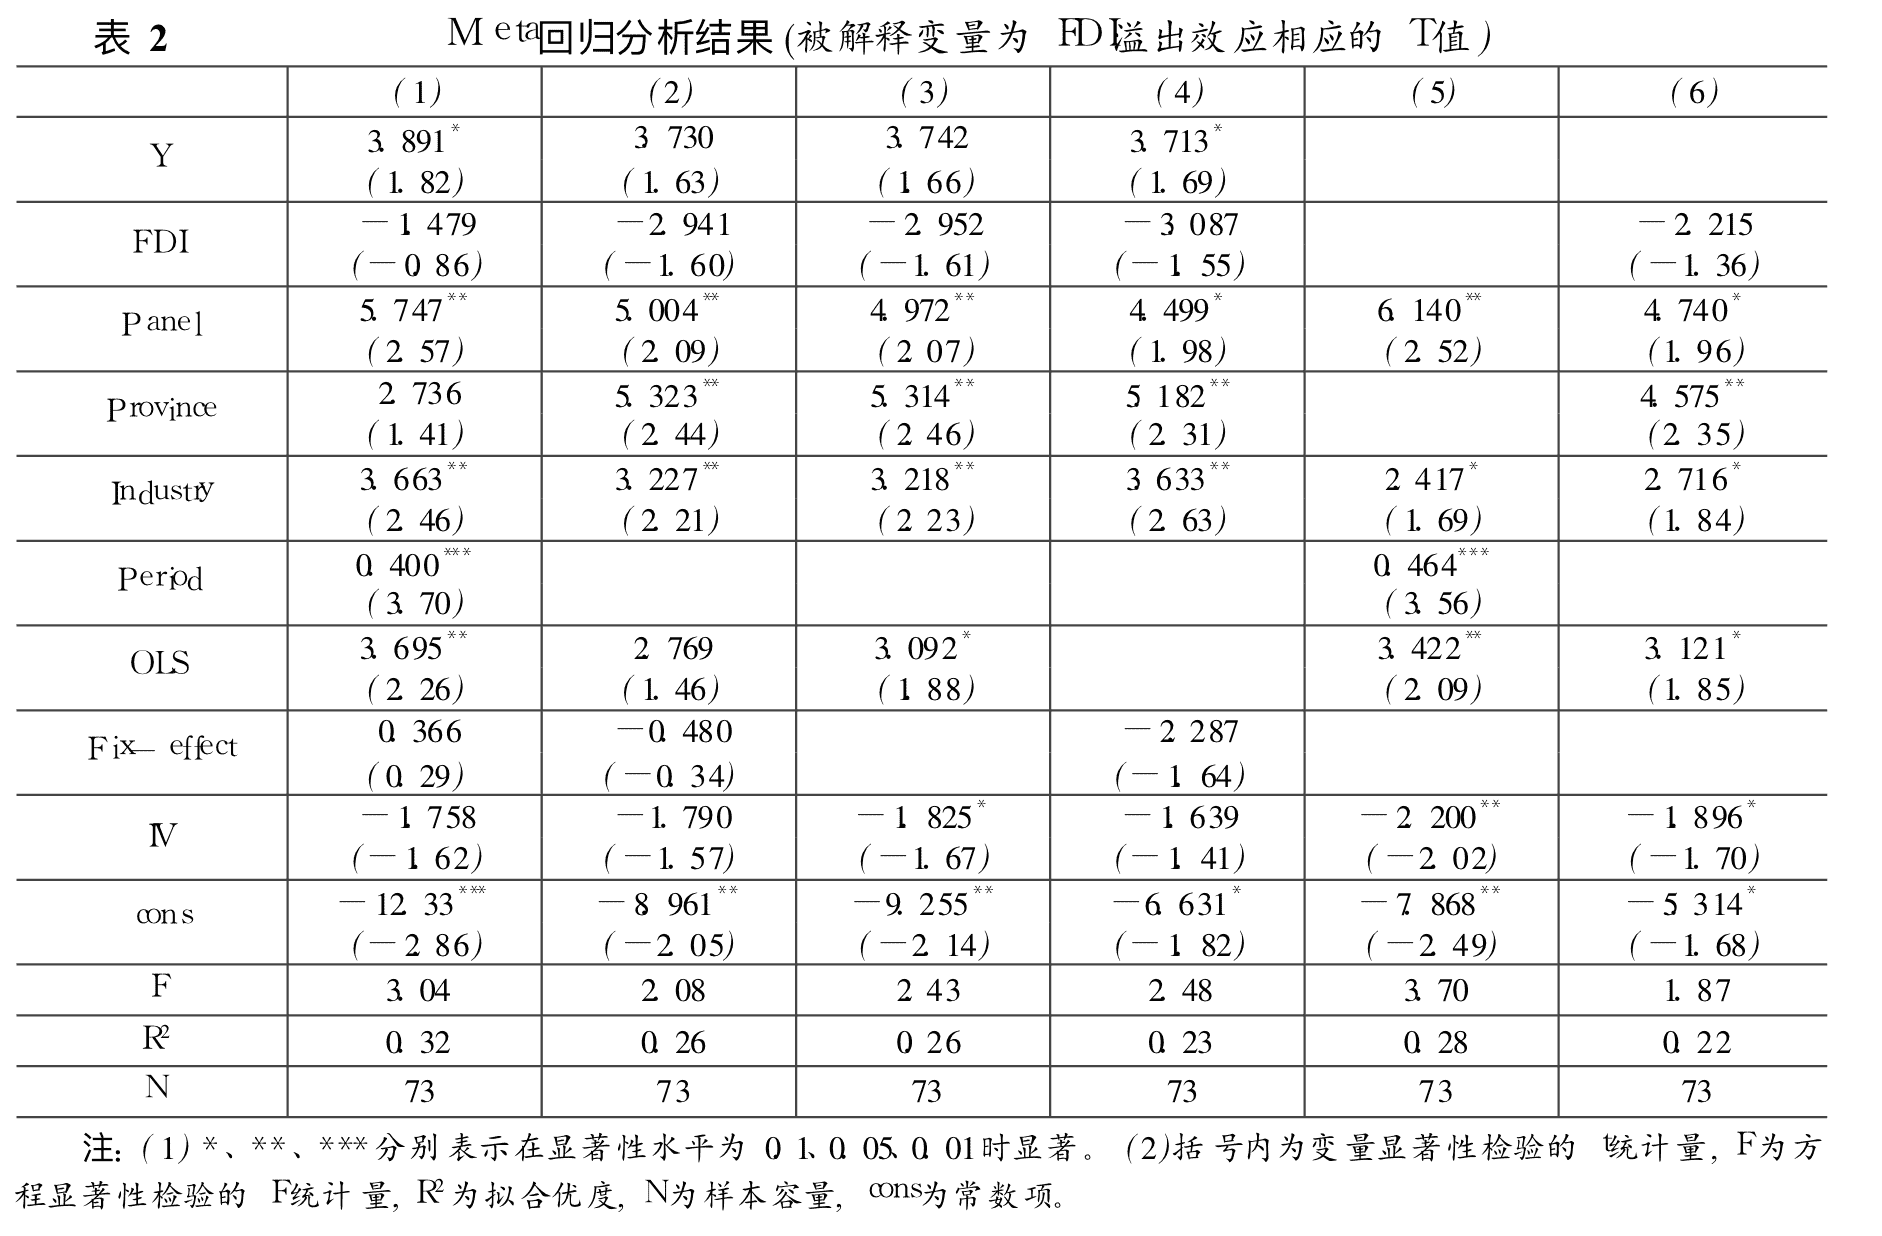 表 2 Meta回归分析结果(被解释变量为 FDI溢出效应相应的 T值)
(1) (2) (3) (4) (5) (6)
Y 3.891* 3.730 3.742 3.713*
(1.82) (1.63) (1.66) (1.69)
FDI —1.479 —2.941 —2.952 —3.087 —2.215
(—0.86) (—1.60) (—1.61) (—1.55) (—1.36)
Panel 5.747** 5.004** 4.972** 4.499* 6.140** 4.740*
(2.57) (2.09) (2.07) (1.98) (2.52) (1.96)
Province 2.736 5.323** 5.314** 5.182** 4.575**
(1.41) (2.44) (2.46) (2.31) (2.35)
Industry 3.663** 3.227** 3.218** 3.633** 2.417* 2.716*
(2.46) (2.21) (2.23) (2.63) (1.69) (1.84)
Period 0.400*** 0.464***
(3.70) (3.56)
OLS 3.695** 2.769 3.092* 3.422** 3.121*
(2.26) (1.46) (1.88) (2.09) (1.85)
Fix—effect 0.366 —0.480 —2.287
(0.29) (—0.34) (—1.64)
IV —1.758 —1.790 —1.825* —1.639 —2.200** —1.896*
(—1.62) (—1.57) (—1.67) (—1.41) (—2.02) (—1.70)
cons —12.33*** —8.961** —9.255** —6.631* —7.868** —5.314*
(—2.86) (—2.05) (—2.14) (—1.82) (—2.49) (—1.68)
F 3.04 2.08 2.43 2.48 3.70 1.87
R² 0.32 0.26 0.26 0.23 0.28 0.22
N 73 73 73 73 73 73
注:(1)*、**、***分别表示在显著性水平为 0.1、0.05、0.01时显著。(2)括号内为变量显著性检验的 t统计量,F为方
程显著性检验的 F统计量,R²为拟合优度,N为样本容量,cons为常数项。